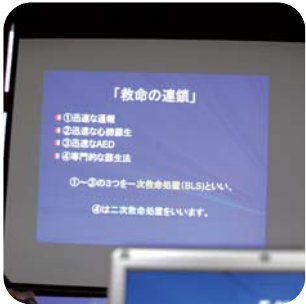 「救命の連鎖」
①迅速な通報
②迅速な心肺蘇生
③迅速なAED
④専門的な蘇生法
①～③の3つを一次救命処置(BLS)といい、
④は二次救命処置をいいます。